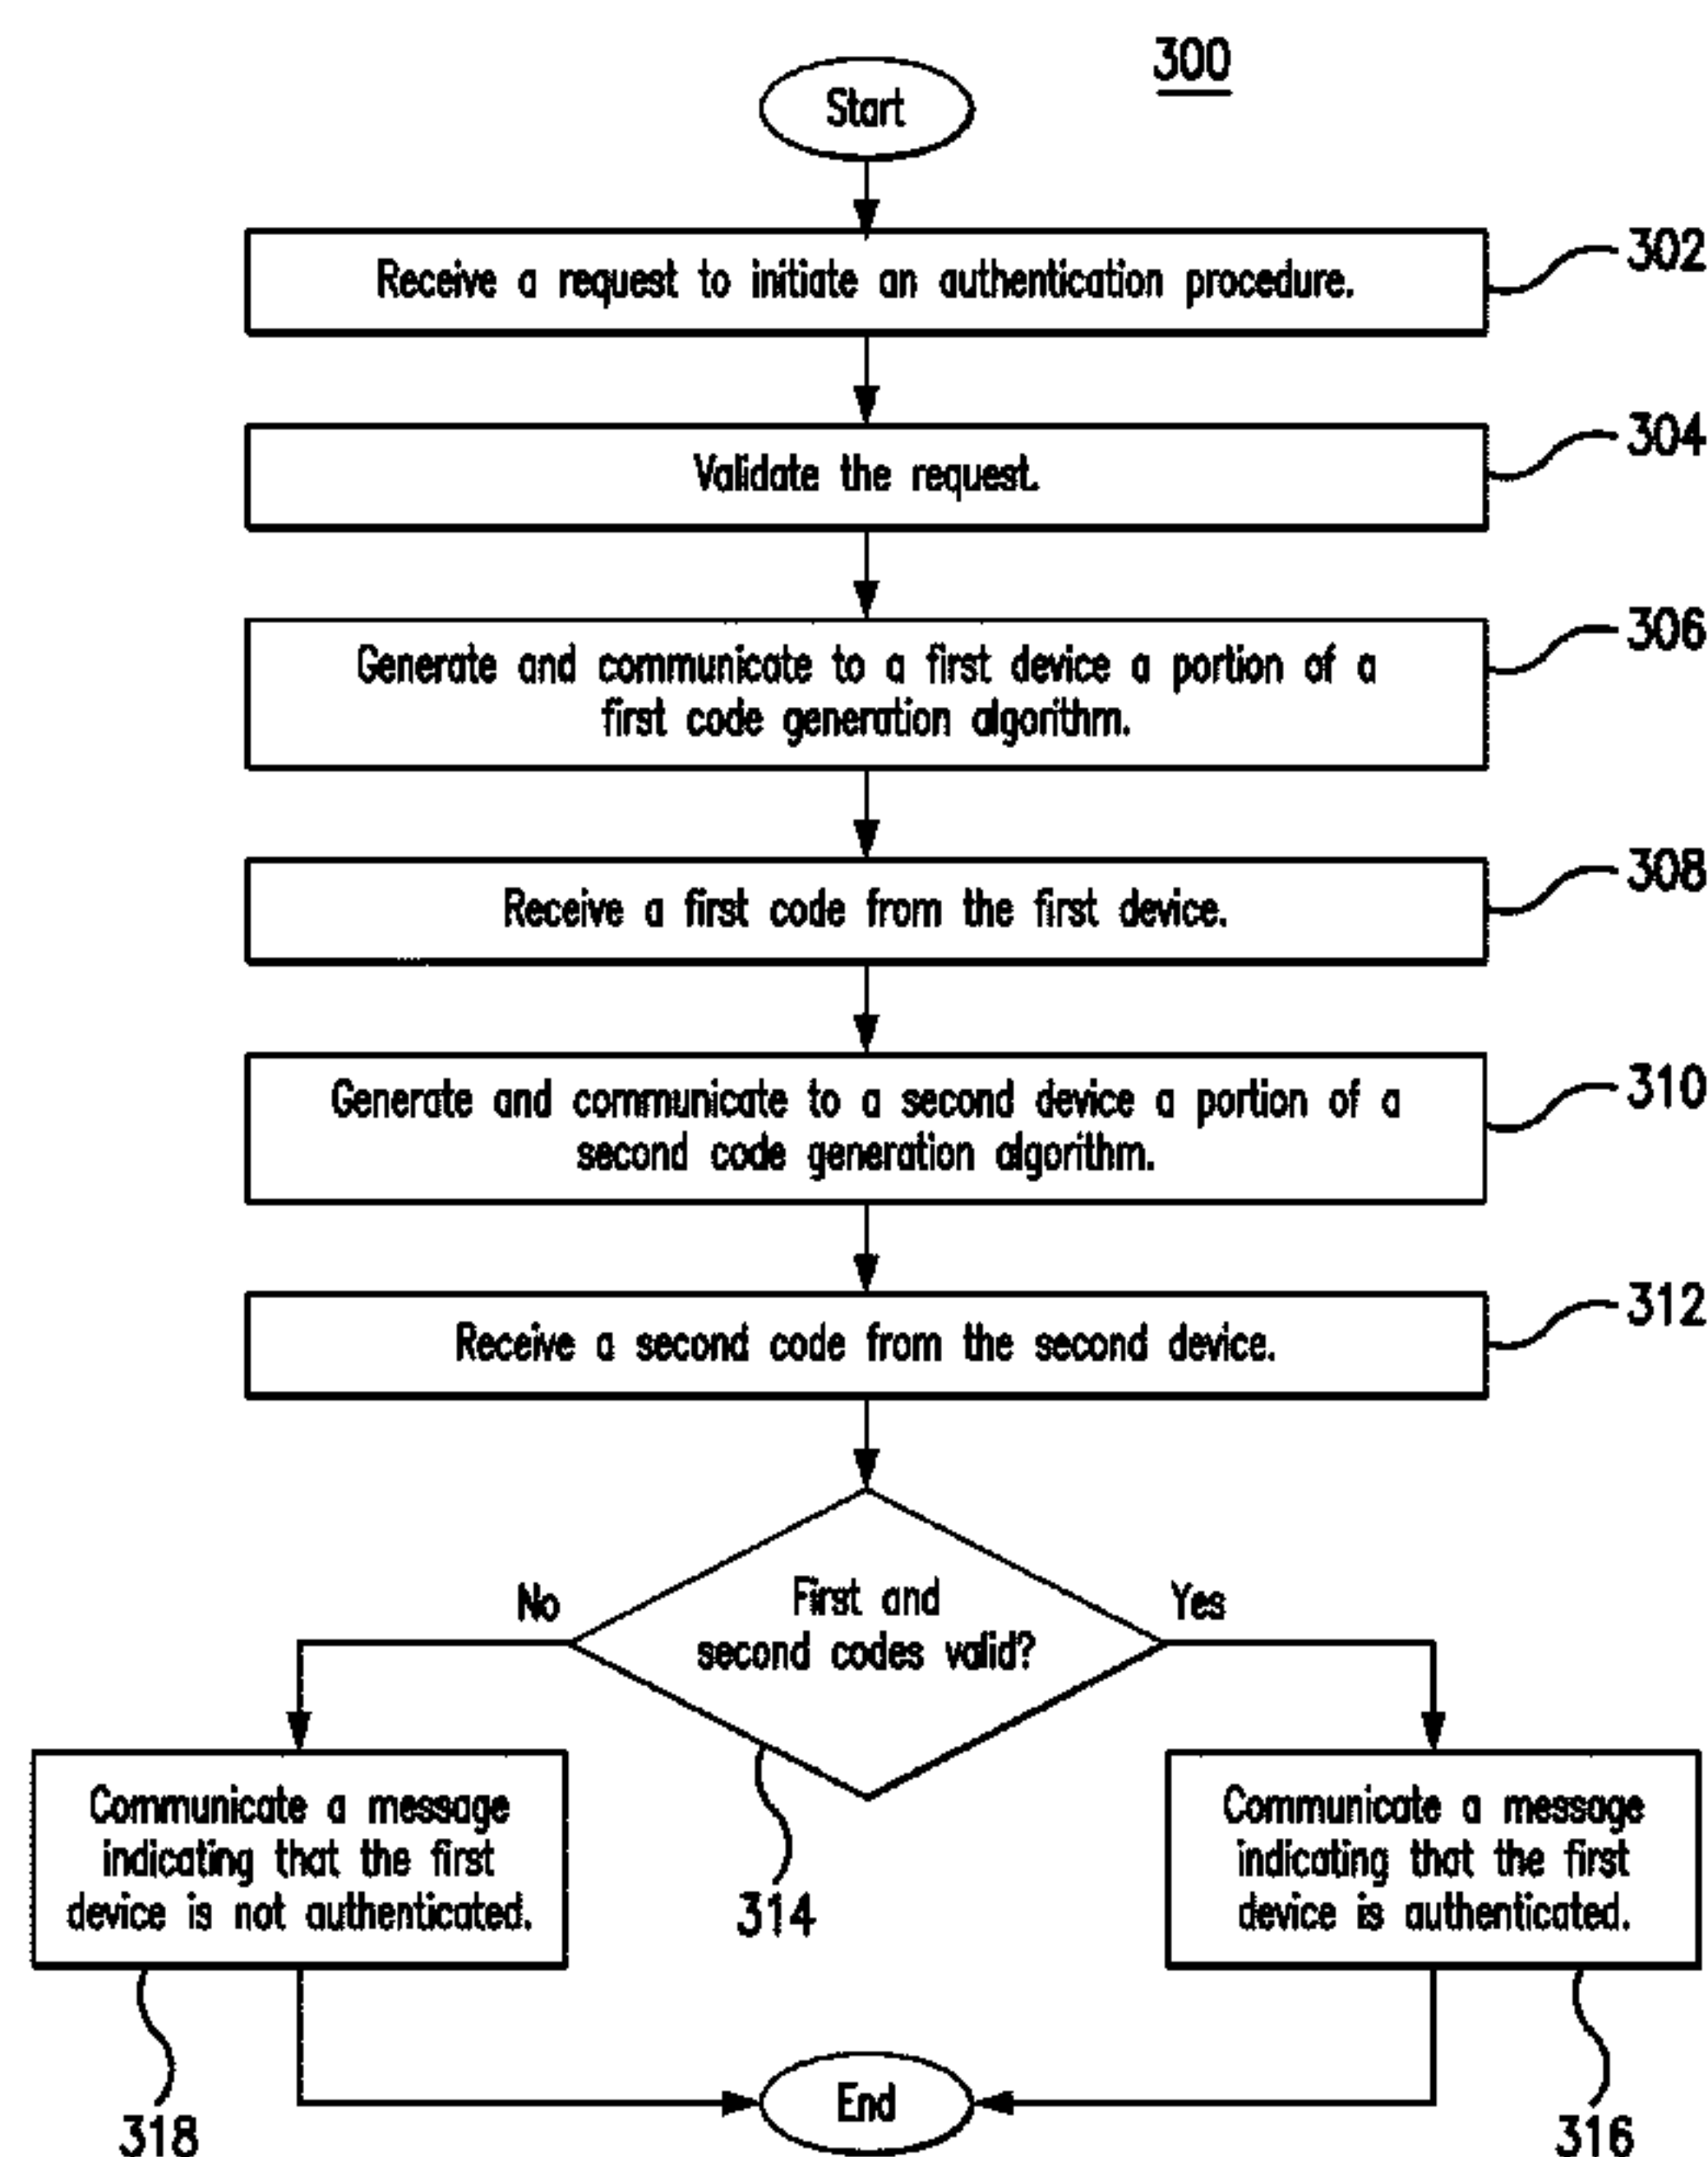 300
Start
Receive a request to initiate an authentication procedure.
302
Validate the request.
304
Generate and communicate to a first device a portion of a
first code generation algorithm.
306
Receive a first code from the first device.
308
Generate and communicate to a second device a portion of a
second code generation algorithm.
310
Receive a second code from the second device.
312
First and
second codes valid?
No
Yes
314
Communicate a message
indicating that the first
device is not authenticated.
318
Communicate a message
indicating that the first
device is authenticated.
316
End